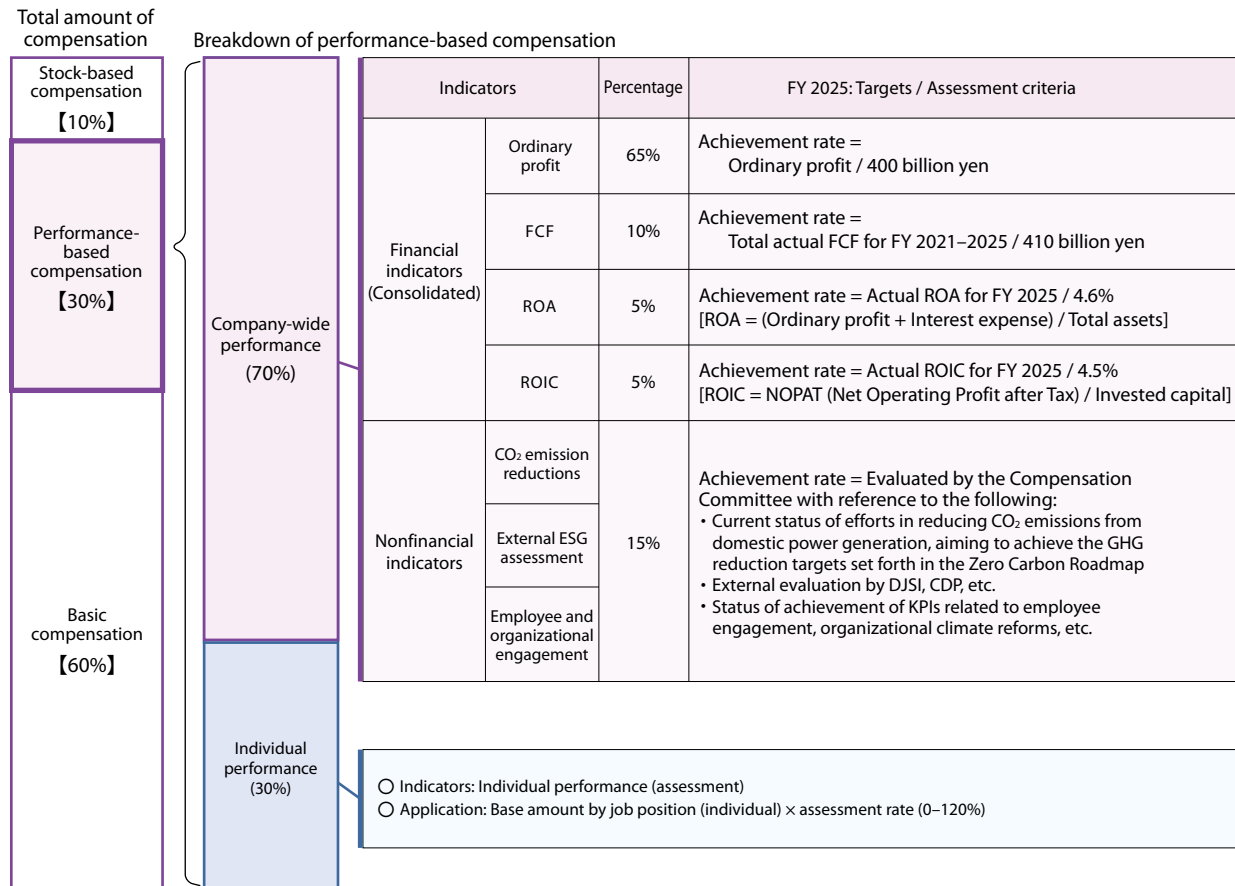 Total amount of
compensation
Breakdown of performance-based compensation
Stock-based
compensation
【10%】
Performance-
based
compensation
【30%】
Basic
compensation
【60%】
Company-wide
performance
(70%)
Individual
performance
(30%)
Indicators
Percentage
FY 2025: Targets / Assessment criteria
Financial
indicators
(Consolidated)
Ordinary
profit
65%
Achievement rate =
Ordinary profit / 400 billion yen
FCF
10%
Achievement rate =
Total actual FCF for FY 2021–2025 / 410 billion yen
ROA
5%
Achievement rate = Actual ROA for FY 2025 / 4.6%
[ROA = (Ordinary profit + Interest expense) / Total assets]
ROIC
5%
Achievement rate = Actual ROIC for FY 2025 / 4.5%
[ROIC = NOPAT (Net Operating Profit after Tax) / Invested capital]
Nonfinancial
indicators
CO₂ emission
reductions
External ESG
assessment
Employee and
organizational
engagement
15%
Achievement rate = Evaluated by the Compensation
Committee with reference to the following:
・Current status of efforts in reducing CO₂ emissions from
domestic power generation, aiming to achieve the GHG
reduction targets set forth in the Zero Carbon Roadmap
・External evaluation by DJSI, CDP, etc.
・Status of achievement of KPIs related to employee
engagement, organizational climate reforms, etc.
○ Indicators: Individual performance (assessment)
○ Application: Base amount by job position (individual) × assessment rate (0–120%)